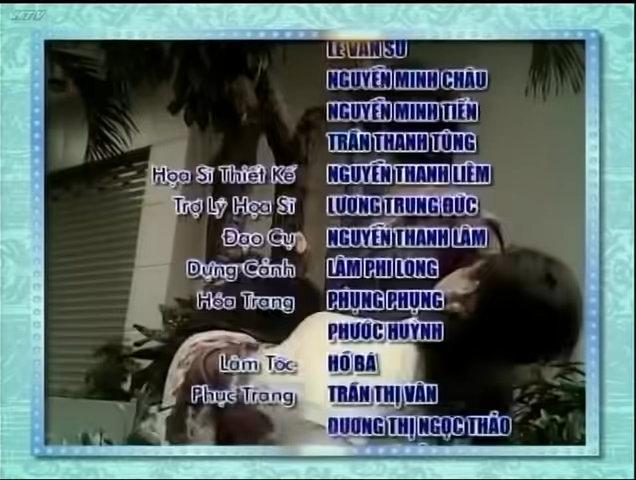 HTV
LÊ VĂN SƯ
NGUYỄN MINH CHÂU
NGUYỄN MINH TIẾN
TRẦN THANH TÙNG
Họa Sĩ Thiết Kế NGUYỄN THANH LIÊM
Trợ Lý Họa Sĩ LƯƠNG TRUNG ĐỨC
Đạo Cụ NGUYỄN THANH LÂM
Dựng Cảnh LÂM PHI LONG
Hóa Trang PHỤNG PHỤNG
PHƯỚC HUỲNH
Làm Tóc HỒ BÁ
Phục Trang TRẦN THỊ VÂN
DƯƠNG THỊ NGỌC THẢO